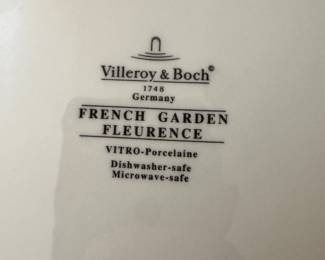 Villeroy & Boch©
1748
Germany
FRENCH GARDEN
FLEURENCE
VITRO-Porcelaine
Dishwasher-safe
Microwave-safe